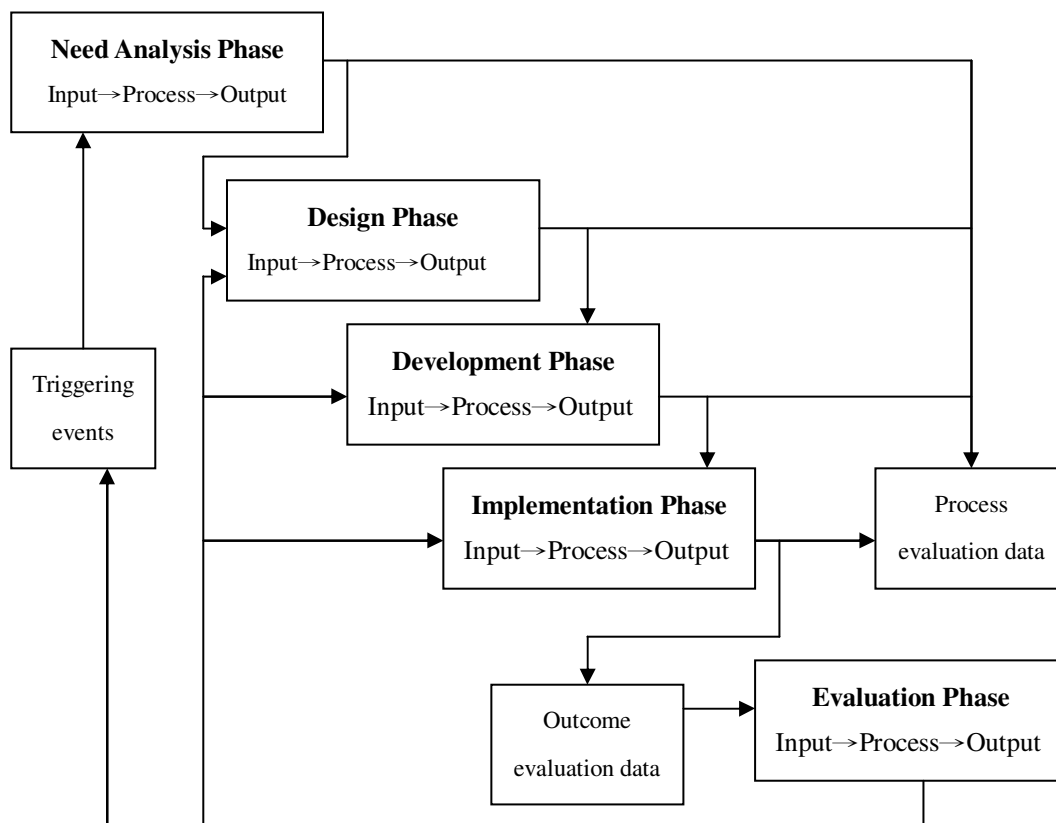 Need Analysis Phase
Input→Process→Output
Design Phase
Input→Process→Output
Triggering
events
Development Phase
Input→Process→Output
Implementation Phase
Input→Process→Output
Process
evaluation data
Outcome
evaluation data
Evaluation Phase
Input→Process→Output